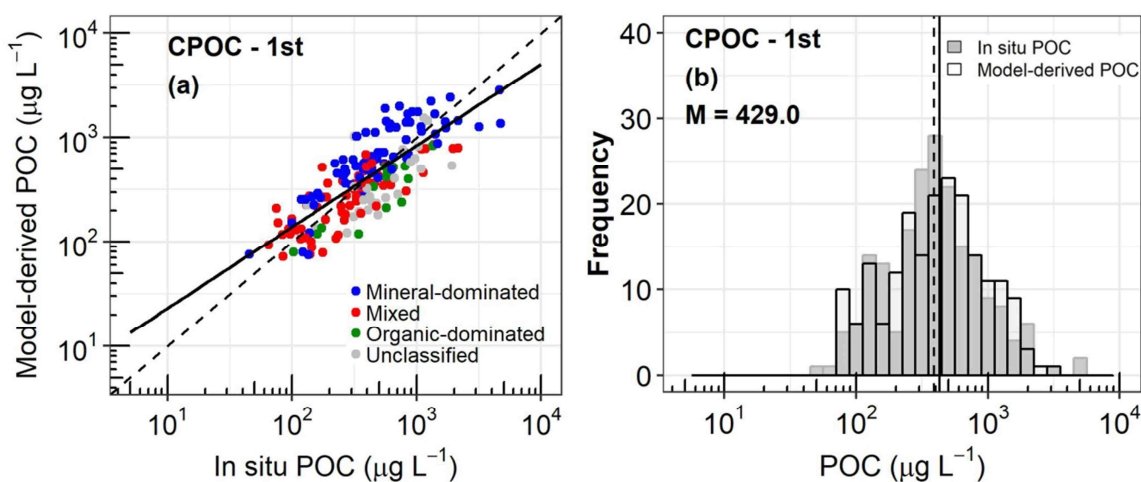 CPOC - 1st
(a)
Model-derived POC (μg L⁻¹)
10⁴
10³
10²
10¹
Mineral-dominated
Mixed
Organic-dominated
Unclassified
10¹ 10² 10³ 10⁴
In situ POC (μg L⁻¹)
CPOC - 1st
(b)
M = 429.0
In situ POC
Model-derived POC
Frequency
40
30
20
10
0
10¹ 10² 10³ 10⁴
POC (μg L⁻¹)